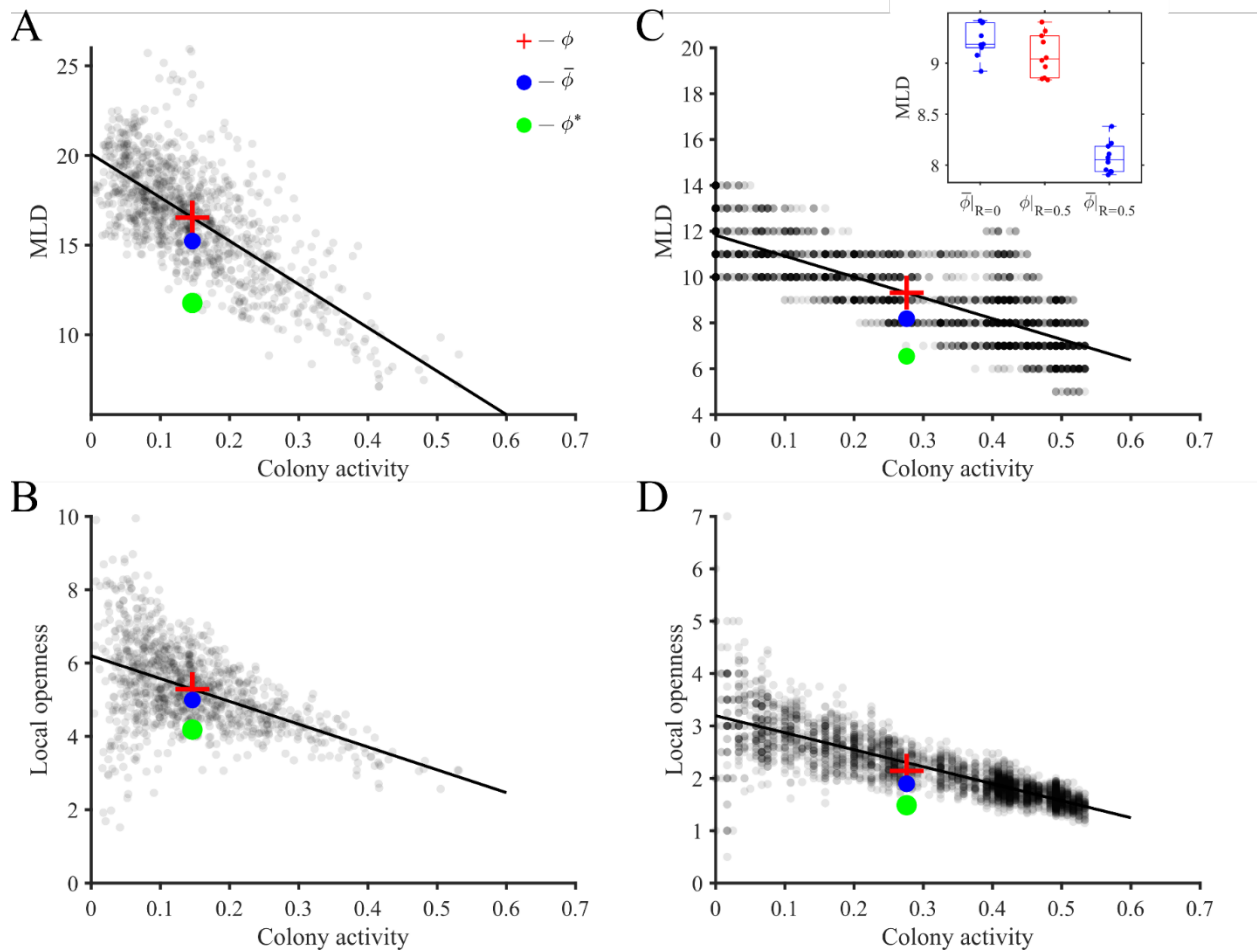 A
MLD
25
20
15
10
0 0.1 0.2 0.3 0.4 0.5 0.6 0.7
Colony activity
— ϕ
— ϕ̄
— ϕ*
C
MLD
20
18
16
14
12
10
8
6
4
0 0.1 0.2 0.3 0.4 0.5 0.6 0.7
Colony activity
MLD
9
8.5
8
ϕ̄|R=0 ϕ|R=0.5 ϕ̄|R=0.5
B
Local openness
10
8
6
4
2
0
0 0.1 0.2 0.3 0.4 0.5 0.6 0.7
Colony activity
D
Local openness
7
6
5
4
3
2
1
0
0 0.1 0.2 0.3 0.4 0.5 0.6 0.7
Colony activity